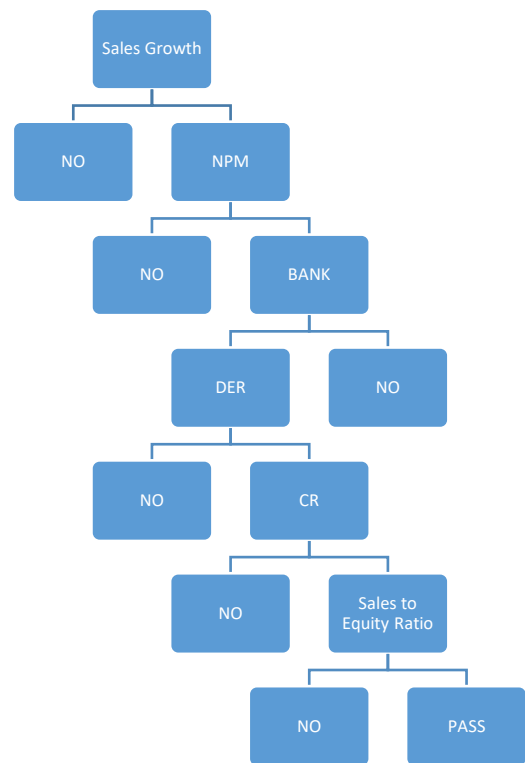 Sales Growth
NO
NPM
NO
BANK
DER
NO
NO
CR
NO
Sales to
Equity Ratio
NO
PASS